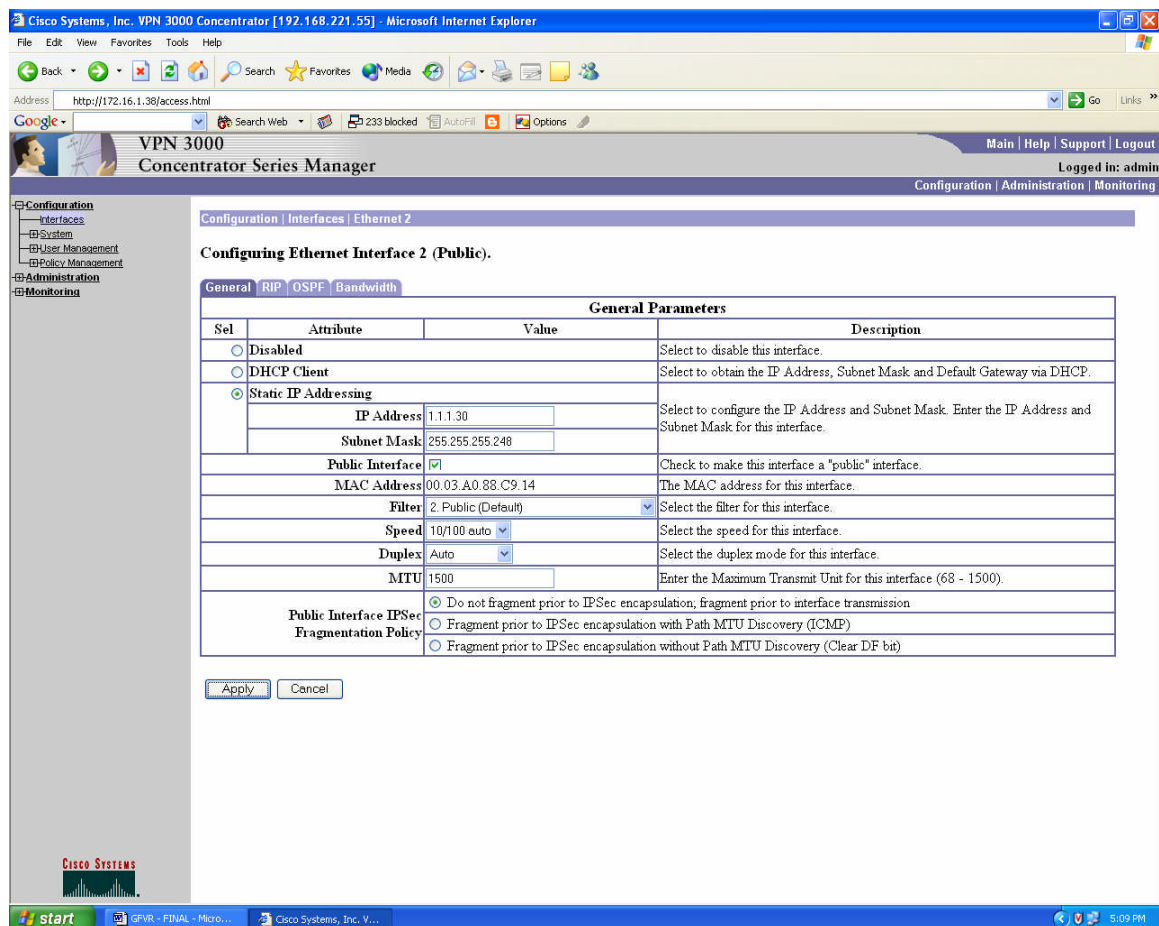 Cisco Systems, Inc. VPN 3000 Concentrator [192.168.221.55] - Microsoft Internet Explorer
File Edit View Favorites Tools Help
Back Search Favorites Media
Address http://172.16.1.38/access.html Go Links »
Google Search Web 233 blocked AutoFill Options
VPN 3000
Concentrator Series Manager
Main | Help | Support | Logout
Logged in: admin
Configuration | Administration | Monitoring
Configuration
Interfaces
System
User Management
Policy Management
Administration
Monitoring
Configuration | Interfaces | Ethernet 2
Configuring Ethernet Interface 2 (Public).
General RIP OSPF Bandwidth
General Parameters
Sel Attribute Value Description
Disabled Select to disable this interface.
DHCP Client Select to obtain the IP Address, Subnet Mask and Default Gateway via DHCP.
Static IP Addressing
IP Address 1.1.1.30 Select to configure the IP Address and Subnet Mask. Enter the IP Address and
Subnet Mask for this interface.
Subnet Mask 255.255.255.248
Public Interface Check to make this interface a "public" interface.
MAC Address 00.03.A0.88.C9.14 The MAC address for this interface.
Filter 2. Public (Default) Select the filter for this interface.
Speed 10/100 auto Select the speed for this interface.
Duplex Auto Select the duplex mode for this interface.
MTU 1500 Enter the Maximum Transmit Unit for this interface (68 - 1500).
Public Interface IPSec
Fragmentation Policy
Do not fragment prior to IPSec encapsulation; fragment prior to interface transmission
Fragment prior to IPSec encapsulation with Path MTU Discovery (ICMP)
Fragment prior to IPSec encapsulation without Path MTU Discovery (Clear DF bit)
Apply Cancel
CISCO SYSTEMS
start GFVR - FINAL - Micro... Cisco Systems, Inc. V... 5:09 PM